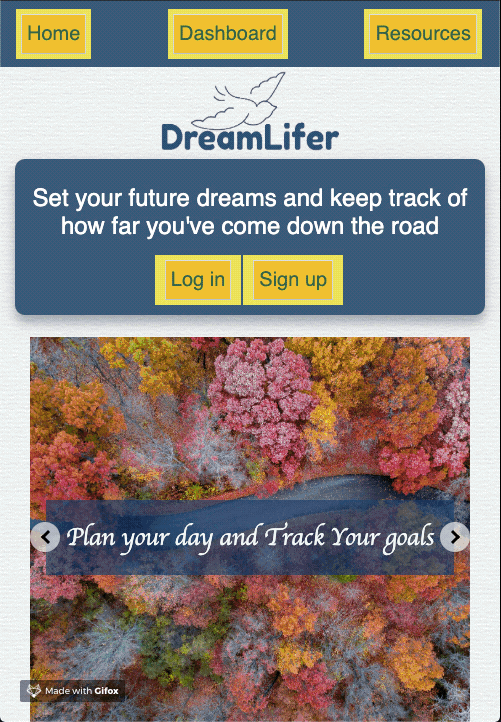 Home Dashboard Resources
DreamLifer
Set your future dreams and keep track of
how far you've come down the road
Log in Sign up
Plan your day and Track Your goals
Made with Gifox